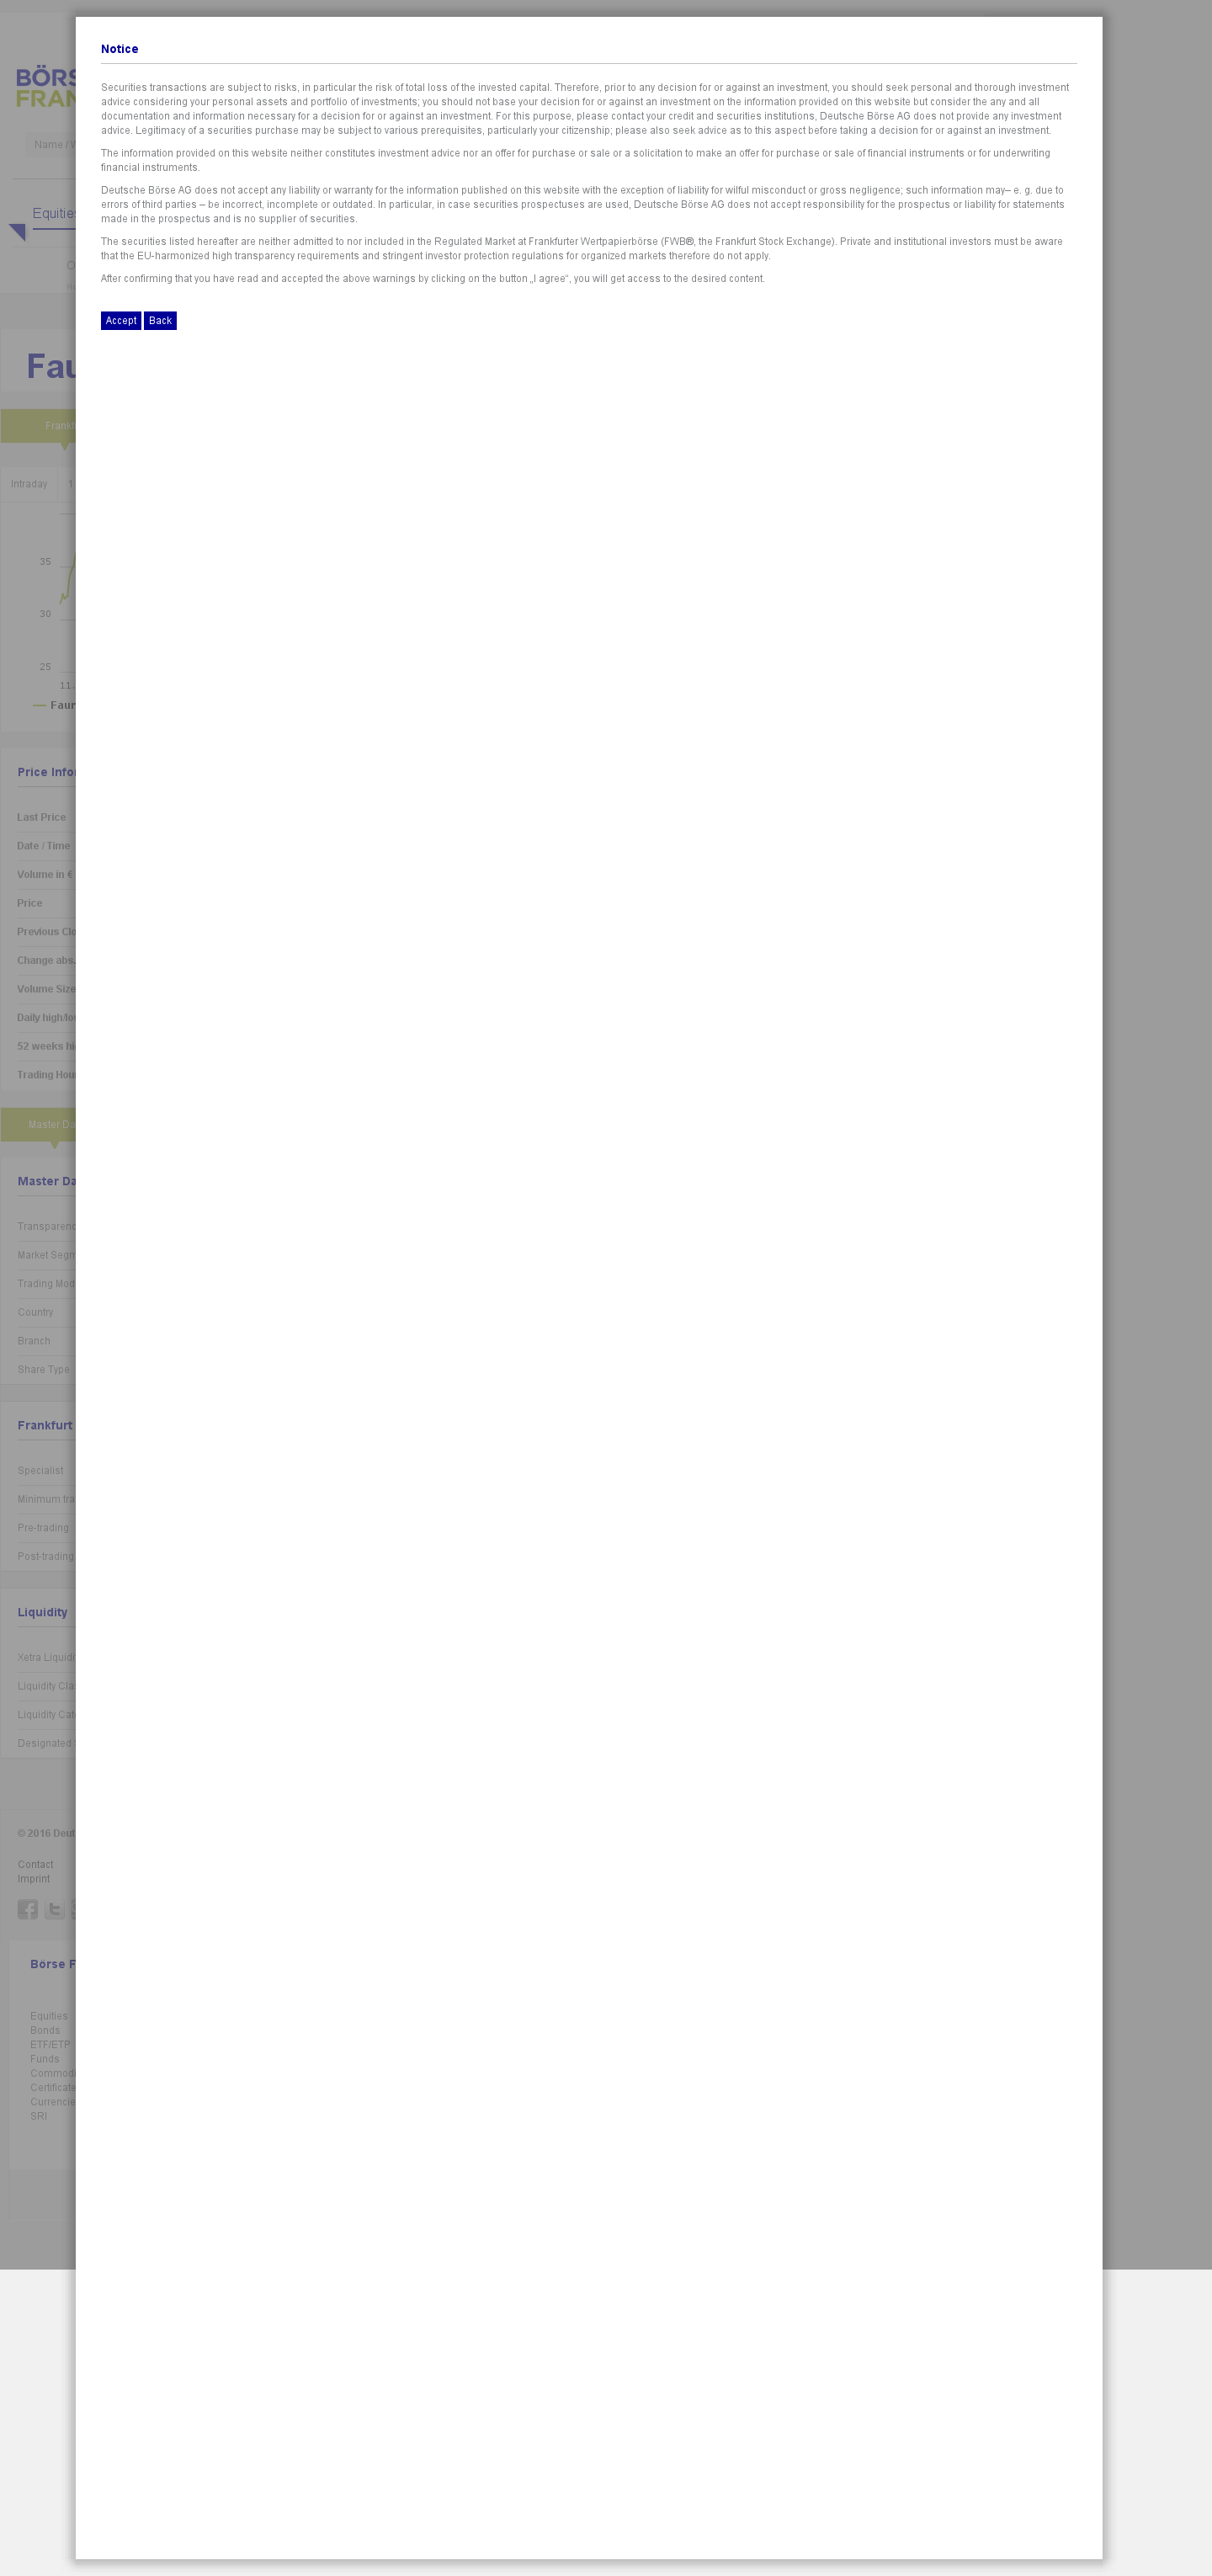 Notice
Securities transactions are subject to risks, in particular the risk of total loss of the invested capital. Therefore, prior to any decision for or against an investment, you should seek personal and thorough investment
advice considering your personal assets and portfolio of investments; you should not base your decision for or against an investment on the information provided on this website but consider the any and all
documentation and information necessary for a decision for or against an investment. For this purpose, please contact your credit and securities institutions, Deutsche Börse AG does not provide any investment
advice. Legitimacy of a securities purchase may be subject to various prerequisites, particularly your citizenship; please also seek advice as to this aspect before taking a decision for or against an investment.
The information provided on this website neither constitutes investment advice nor an offer for purchase or sale or a solicitation to make an offer for purchase or sale of financial instruments or for underwriting
financial instruments.
Deutsche Börse AG does not accept any liability or warranty for the information published on this website with the exception of liability for wilful misconduct or gross negligence; such information may– e. g. due to
errors of third parties – be incorrect, incomplete or outdated. In particular, in case securities prospectuses are used, Deutsche Börse AG does not accept responsibility for the prospectus or liability for statements
made in the prospectus and is no supplier of securities.
The securities listed hereafter are neither admitted to nor included in the Regulated Market at Frankfurter Wertpapierbörse (FWB®, the Frankfurt Stock Exchange). Private and institutional investors must be aware
that the EU-harmonized high transparency requirements and stringent investor protection regulations for organized markets therefore do not apply.
After confirming that you have read and accepted the above warnings by clicking on the button „I agree“, you will get access to the desired content.
Accept Back
BÖRS
FRAN
Name / W
Equities
Fau
Frankf
Intraday 1
35
30
25
11.
Faur
Price Infor
Last Price
Date / Time
Volume in €
Price
Previous Clo
Change abs.
Volume Size
Daily high/lo
52 weeks hi
Trading Hou
Master Da
Master Da
Transparenc
Market Segm
Trading Mod
Country
Branch
Share Type
Frankfurt
Specialist
Minimum tra
Pre-trading
Post-trading
Liquidity
Xetra Liquidi
Liquidity Cla
Liquidity Cat
Designated
© 2016 Deut
Contact
Imprint
Börse F
Equities
Bonds
ETF/ETP
Funds
Commodi
Certificate
Currencie
SRI